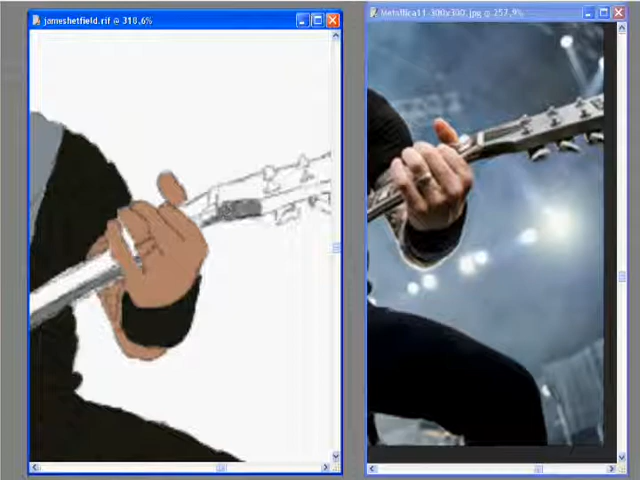 jameshetfield.rif @ 318,6%
Metallica11-300x300.jpg @ 257,9%